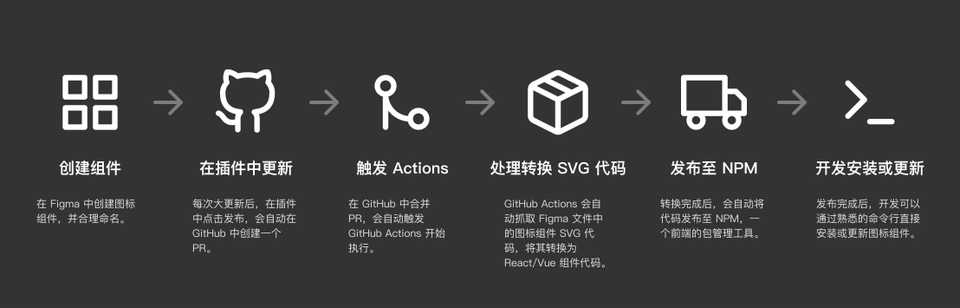 创建组件
在 Figma 中创建图标
组件，并合理命名。
在插件中更新
每次大更新后，在插件
中点击发布，会自动在
GitHub 中创建一个
PR。
触发 Actions
在 GitHub 中合并
PR，会自动触发
GitHub Actions 开始
执行。
处理转换 SVG 代码
GitHub Actions 会自
动抓取 Figma 文件中
的图标组件 SVG 代
码，将其转换为
React/Vue 组件代码。
发布至 NPM
转换完成后，会自动将
代码发布至 NPM，一
个前端的包管理工具。
开发安装或更新
发布完成后，开发可以
通过熟悉的命令行直接
安装或更新图标组件。